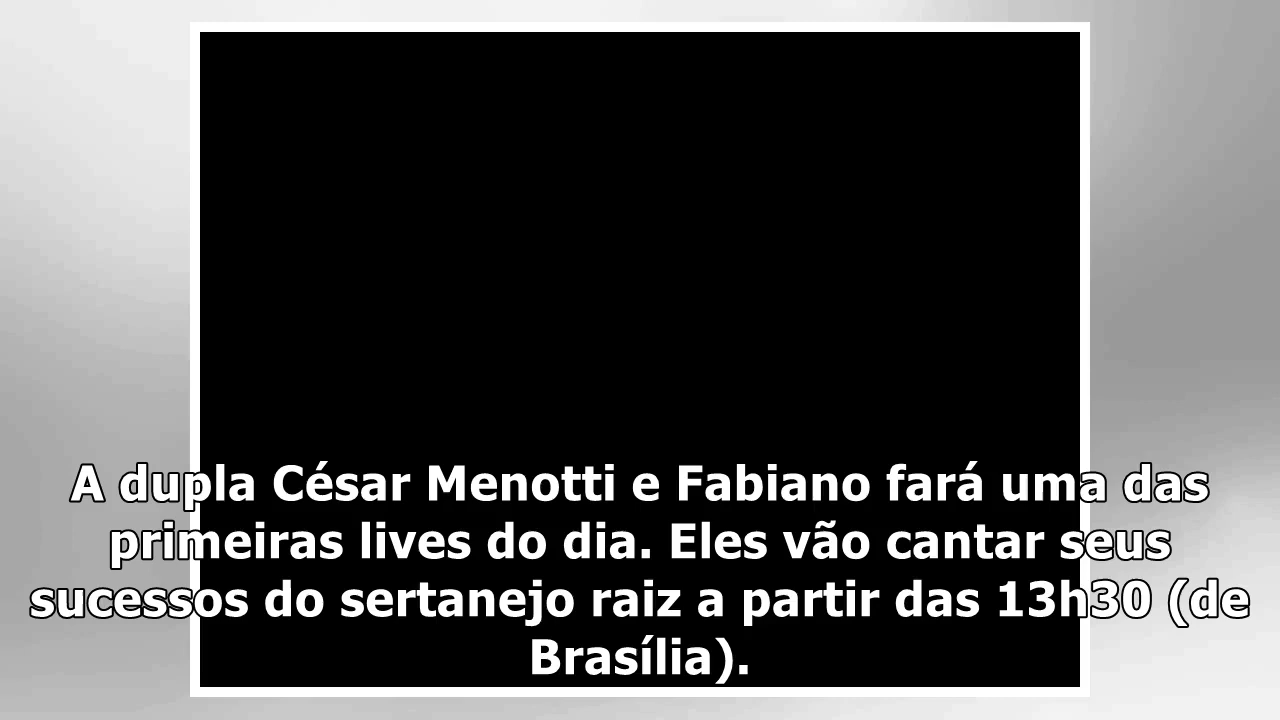 A dupla César Menotti e Fabiano fará uma das
primeiras lives do dia. Eles vão cantar seus
sucessos do sertanejo raiz a partir das 13h30 (de
Brasília).